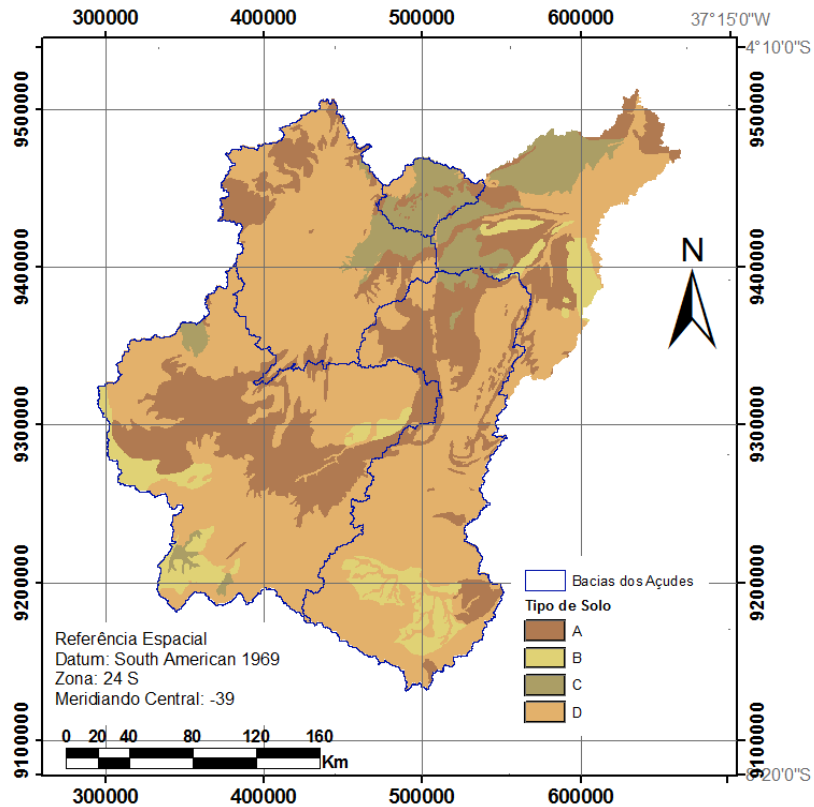 300000 400000 500000 600000 37°15'0"W
4°10'0"S
9500000 9500000
9400000 9400000
9300000 9300000
9200000 9200000
9100000 9100000
N
Bacias dos Açudes
Tipo de Solo
A
B
C
D
Referência Espacial
Datum: South American 1969
Zona: 24 S
Meridiando Central: -39
0 20 40 80 120 160
Km
20'0"S
300000 400000 500000 600000